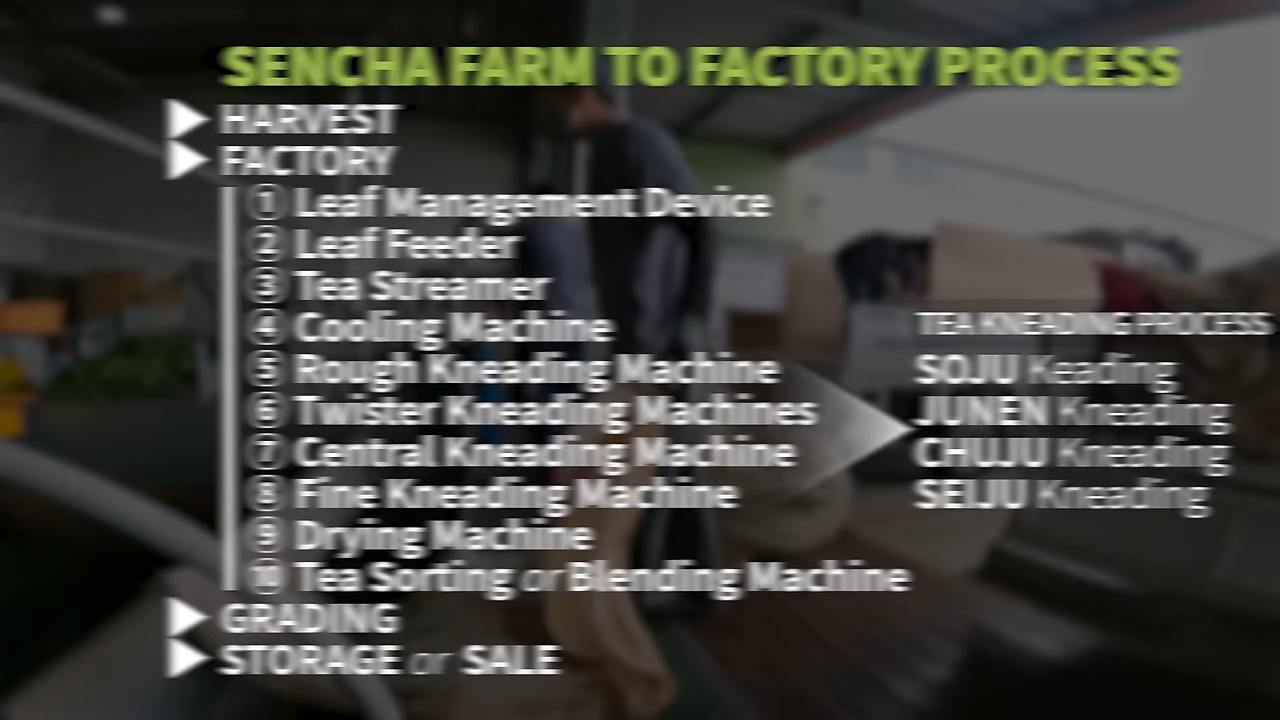 SENCHA FARM TO FACTORY PROCESS
HARVEST
FACTORY
① Leaf Management Device
② Leaf Feeder
③ Tea Streamer
④ Cooling Machine
⑤ Rough Kneading Machine
⑥ Twister Kneading Machines
⑦ Central Kneading Machine
⑧ Fine Kneading Machine
⑨ Drying Machine
⑩ Tea Sorting or Blending Machine
GRADING
STORAGE or SALE
TEA KNEADING PROCESS
SOJU Keading
JUNEN Kneading
CHUJU Kneading
SEIJU Kneading